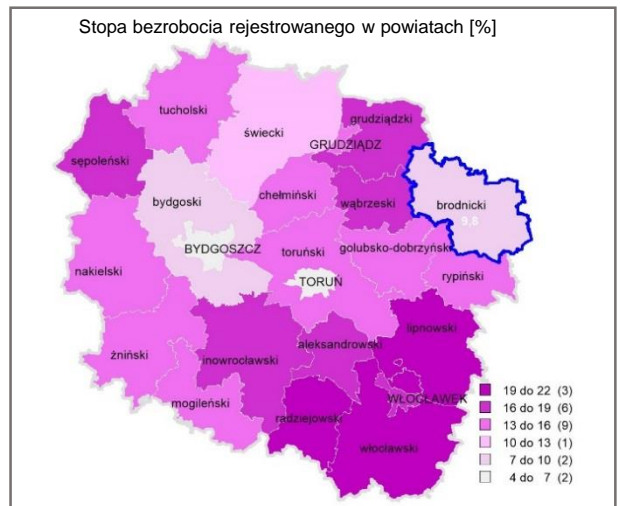 Stopa bezrobocia rejestrowanego w powiatach [%]
tucholski
grudziądzki
świecki
GRUDZIĄDZ
sępoleński
chełmiński
wąbrzeski
bydgoski
brodnicki
9,8
BYDGOSZCZ
toruński
golubsko-dobrzyński
nakielski
TORUŃ
rypiński
lipnowski
żniński
inowrocławski
aleksandrowski
mogileński
radziejowski
WŁOCŁAWEK
włocławski
19 do 22 (3)
16 do 19 (6)
13 do 16 (9)
10 do 13 (1)
7 do 10 (2)
4 do 7 (2)